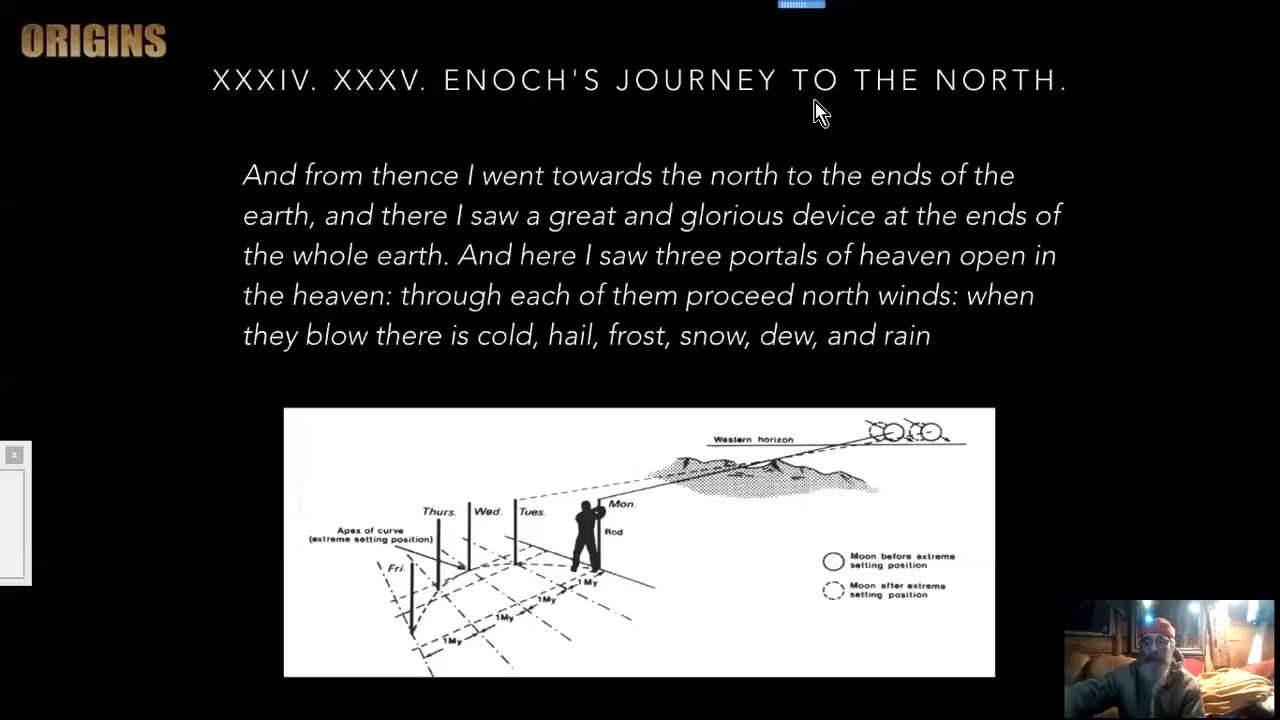 ORIGINS
XXXIV. XXXV. ENOCH'S JOURNEY TO THE NORTH.
And from thence I went towards the north to the ends of the
earth, and there I saw a great and glorious device at the ends of
the whole earth. And here I saw three portals of heaven open in
the heaven: through each of them proceed north winds: when
they blow there is cold, hail, frost, snow, dew, and rain
Western horizon
Thurs. Wed. Tues. Mon.
Apex of curve
(extreme setting position)
Rod
Fri.
1My
1My
1My
1My
Moon before extreme
setting position
Moon after extreme
setting position
x